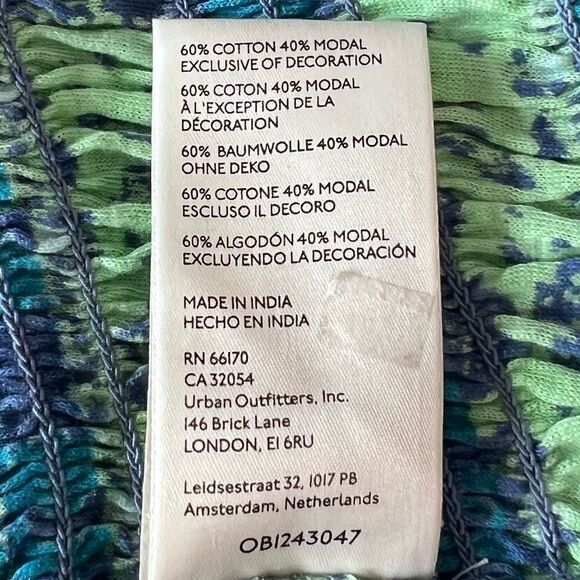 60% COTTON 40% MODAL
EXCLUSIVE OF DECORATION
60% COTON 40% MODAL
À L'EXCEPTION DE LA
DÉCORATION
60% BAUMWOLLE 40% MODAL
OHNE DEKO
60% COTONE 40% MODAL
ESCLUSO IL DECORO
60% ALGODÓN 40% MODAL
EXCLUYENDO LA DECORACIÓN
MADE IN INDIA
HECHO EN INDIA
RN 66170
CA 32054
Urban Outfitters, Inc.
146 Brick Lane
LONDON, E1 6RU
Leidsestraat 32, 1017 PB
Amsterdam, Netherlands
OB1243047